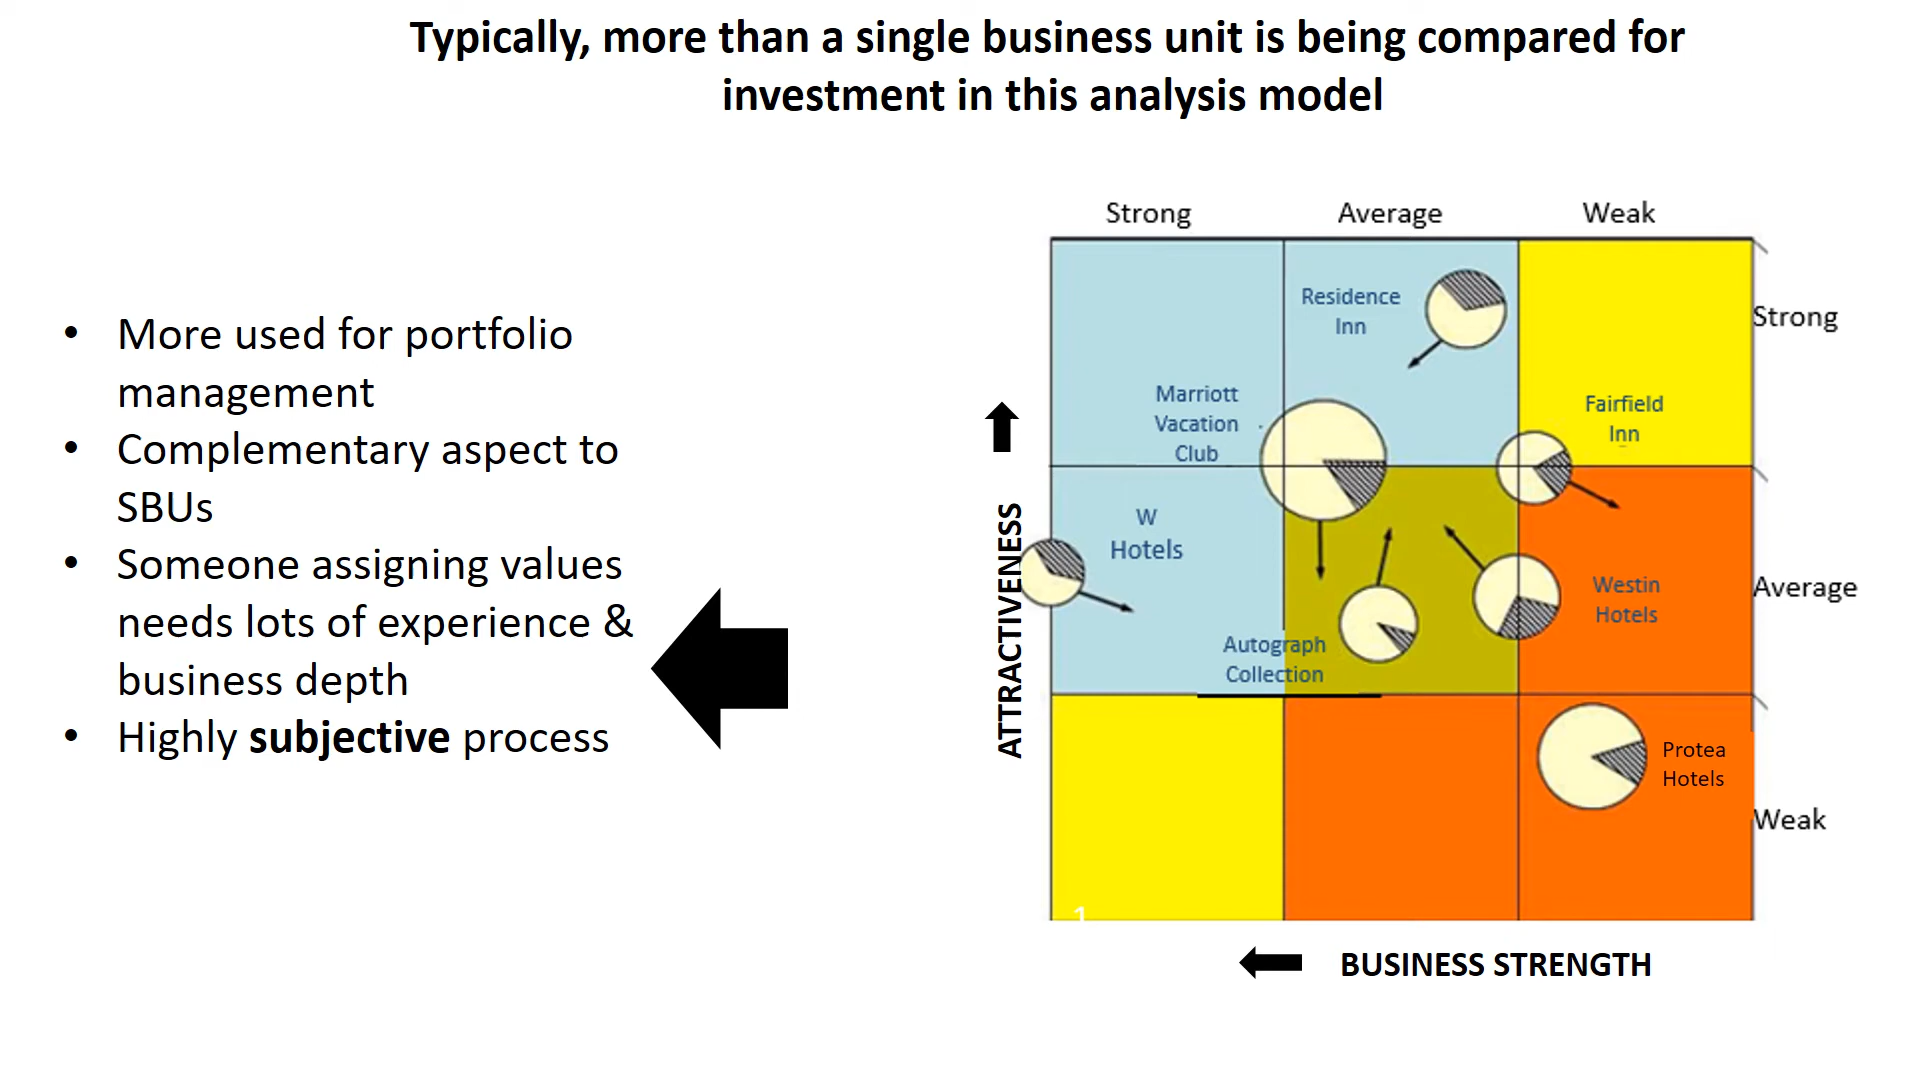 Typically, more than a single business unit is being compared for
investment in this analysis model
• More used for portfolio
management
• Complementary aspect to
SBUs
• Someone assigning values
needs lots of experience &
business depth
• Highly subjective process
Strong
Average
Weak
Residence
Inn
Strong
Marriott
Vacation
Club
Fairfield
Inn
ATTRACTIVENESS
W
Hotels
Westin
Hotels
Average
Autograph
Collection
Protea
Hotels
Weak
1
BUSINESS STRENGTH